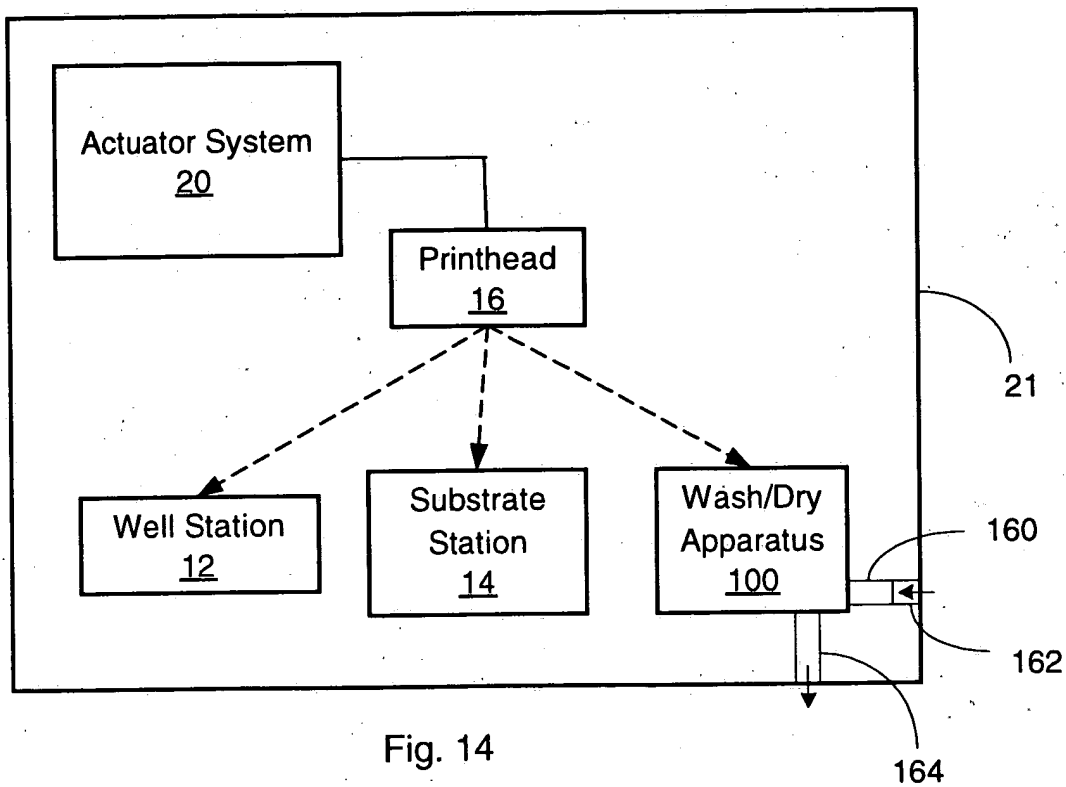 Actuator System
20
Printhead
16
21
Well Station
12
Substrate
Station
14
Wash/Dry
Apparatus
100
160
162
164
Fig. 14